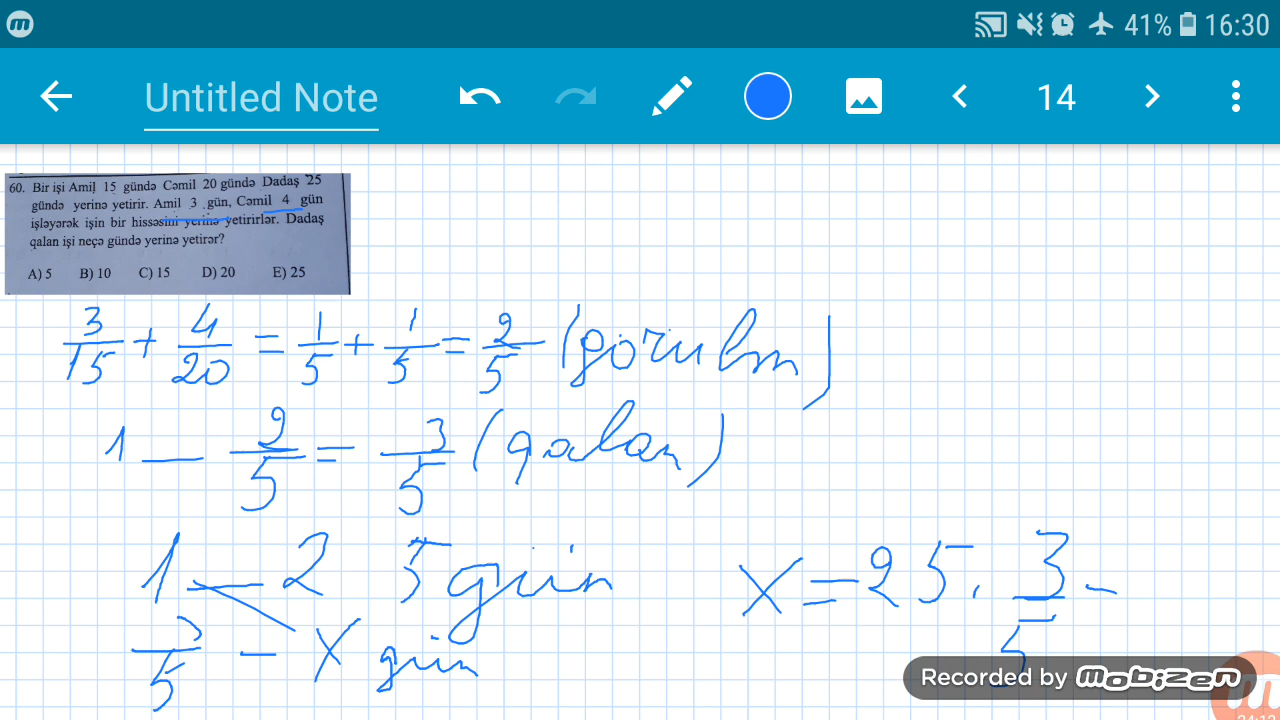 41% 16:30
Untitled Note 14
60. Bir işi Amil 15 gündə Cəmil 20 gündə Dadaş 25
gündə yerinə yetirir. Amil 3 gün, Cəmil 4 gün
işləyərək işin bir hissəsini yerinə yetirirlər. Dadaş
qalan işi neçə gündə yerinə yetirər?
A) 5 B) 10 C) 15 D) 20 E) 25
3/15 + 4/20 = 1/5 + 1/5 = 2/5 (görülən)
1 — 2/5 = 3/5 (qalan)
1 — 25 gün x = 25 . 3/5 -
3/5 - x gün
Recorded by MOBIZEN